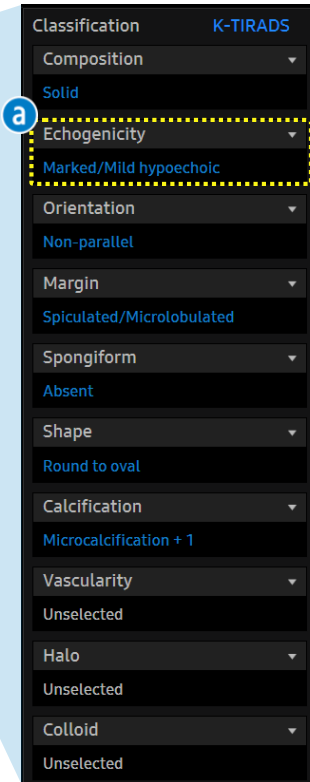 Classification K-TIRADS
Composition
Solid
a
Echogenicity
Marked/Mild hypoechoic
Orientation
Non-parallel
Margin
Spiculated/Microlobulated
Spongiform
Absent
Shape
Round to oval
Calcification
Microcalcification + 1
Vascularity
Unselected
Halo
Unselected
Colloid
Unselected